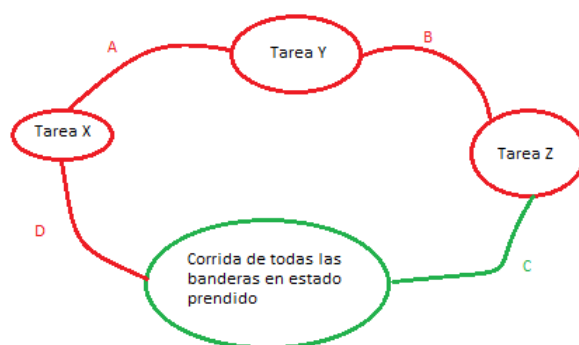 A
Tarea Y
B
Tarea X
Tarea Z
D
Corrida de todas las
banderas en estado
prendido
C